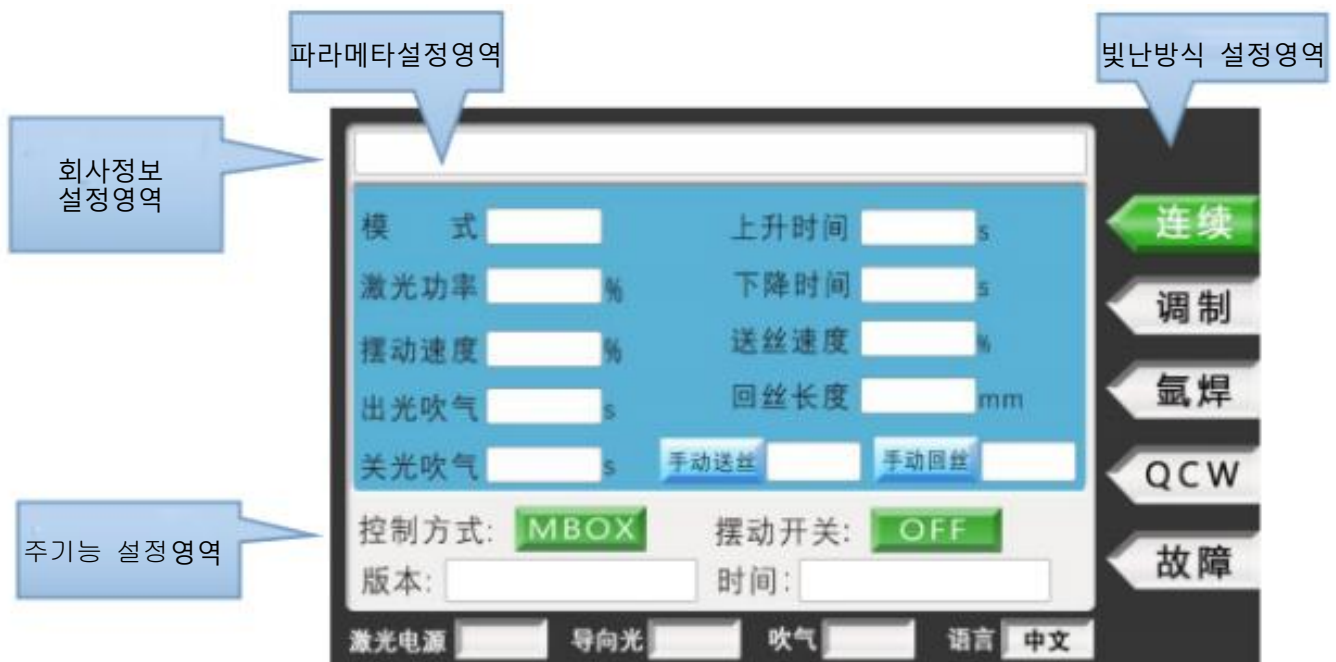 파라메타설정영역
빛난방식 설정영역
회사정보
설정영역
模 式
上升时间 s
连续
激光功率 %
下降时间 s
调制
摆动速度 %
送丝速度 %
氩焊
出光吹气 s
回丝长度 mm
关光吹气 s
手动送丝
手动回丝
QCW
주기능 설정영역
控制方式: MBOX
摆动开关: OFF
故障
版本:
时间:
激光电源
导向光
吹气
语言 中文